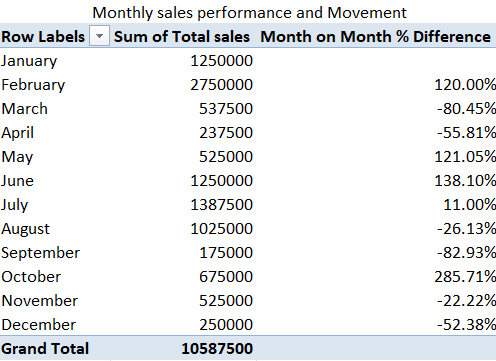 Monthly sales performance and Movement
Row Labels Sum of Total sales Month on Month % Difference
January 1250000
February 2750000 120.00%
March 537500 -80.45%
April 237500 -55.81%
May 525000 121.05%
June 1250000 138.10%
July 1387500 11.00%
August 1025000 -26.13%
September 175000 -82.93%
October 675000 285.71%
November 525000 -22.22%
December 250000 -52.38%
Grand Total 10587500